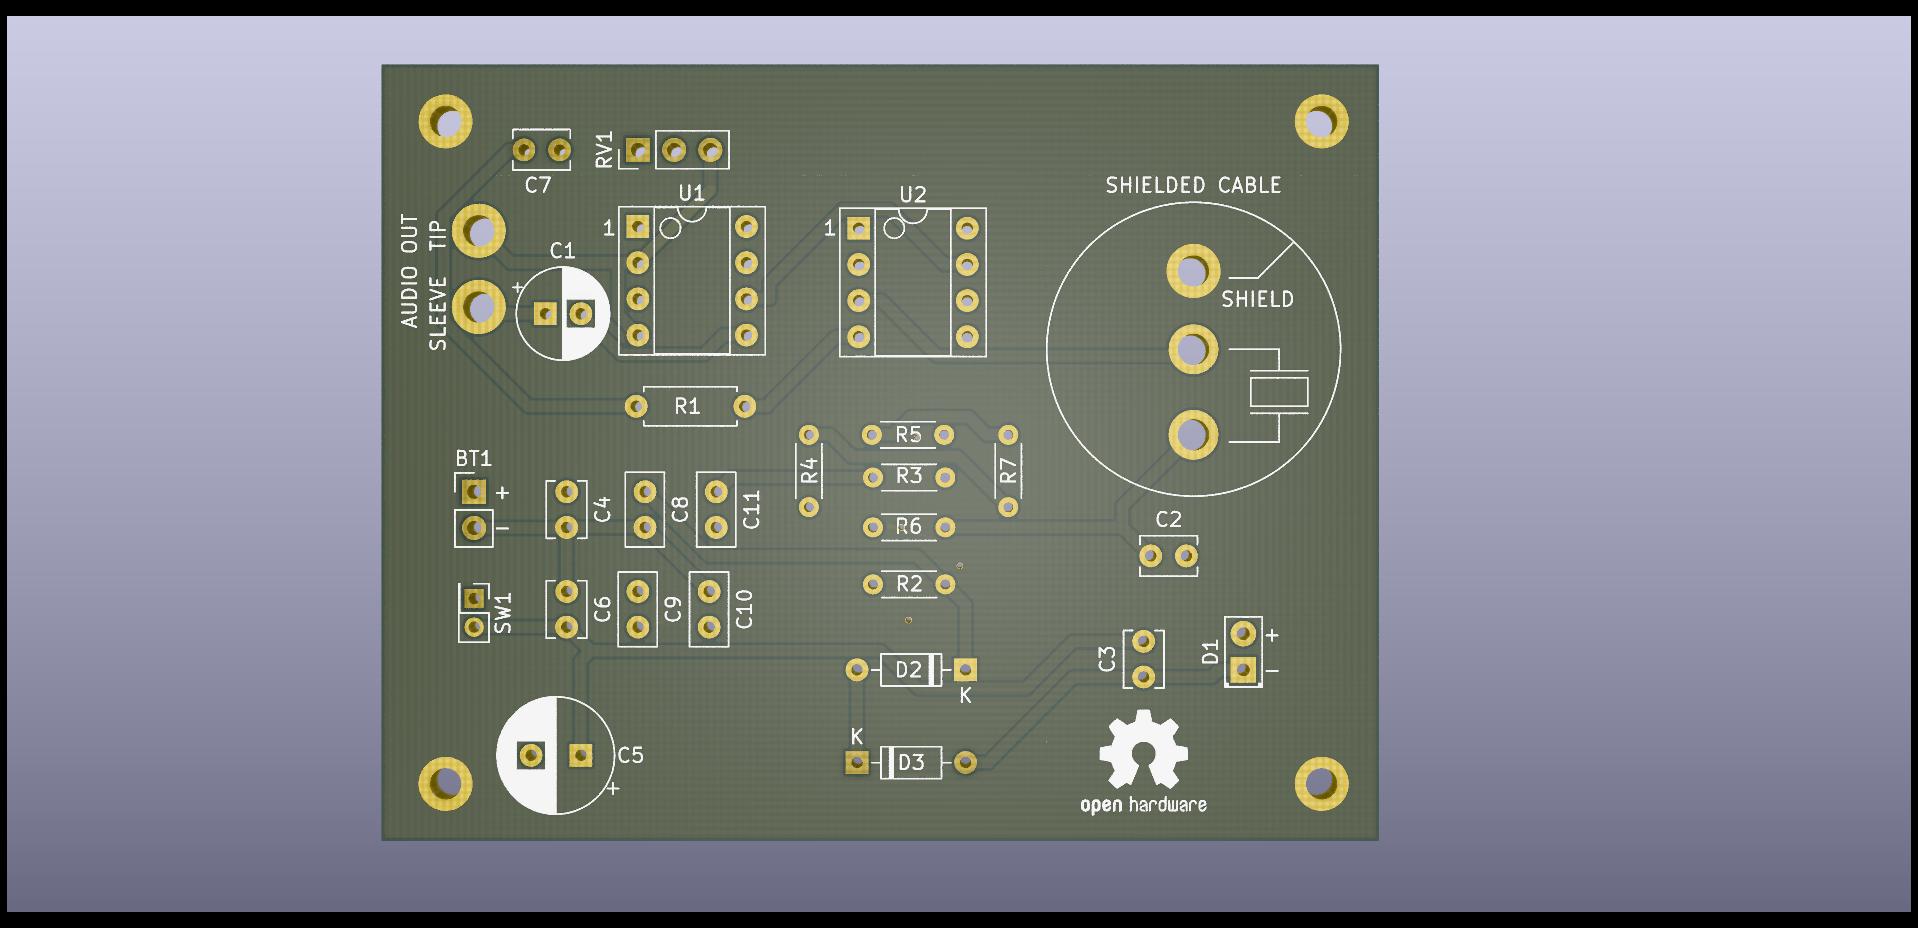 C7
RV1
U1
U2
SHIELDED CABLE
1
1
AUDIO OUT
SLEEVE TIP
C1
+
SHIELD
R1
R5
R4
R3
R7
BT1
+
-
C4
C8
C11
R6
C2
R2
SW1
C6
C9
C10
D1
+
-
C3
D2
K
K
D3
C5
+
open hardware